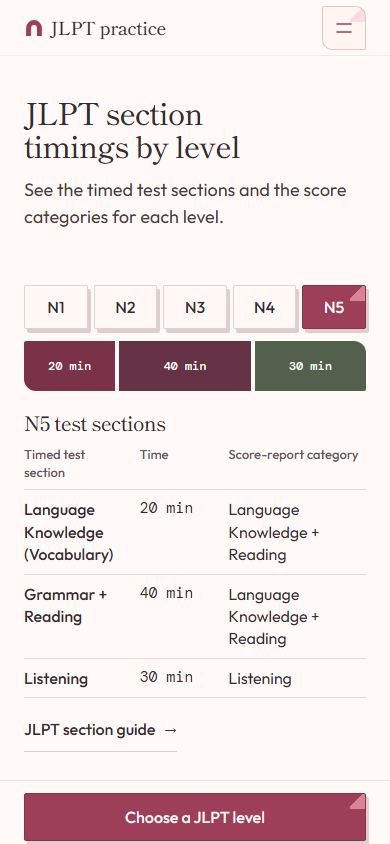 JLPT practice
JLPT section
timings by level
See the timed test sections and the score
categories for each level.
N1 N2 N3 N4 N5
20 min 40 min 30 min
N5 test sections
Timed test section
Time
Score-report category
Language Knowledge (Vocabulary)
20 min
Language Knowledge + Reading
Grammar + Reading
40 min
Language Knowledge + Reading
Listening
30 min
Listening
JLPT section guide →
Choose a JLPT level